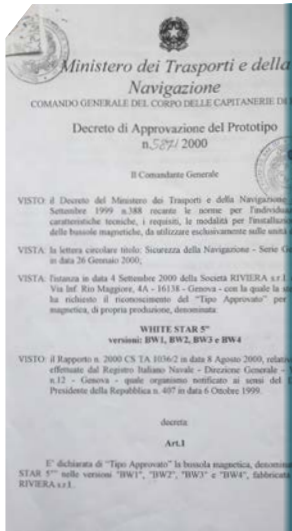 Ministero dei Trasporti e della
Navigazione
COMANDO GENERALE DEL CORPO DELLE CAPITANERIE DI
Decreto di Approvazione del Prototipo
n. /2000
Il Comandante Generale
VISTO: il Decreto del Ministero dei Trasporti e della Navigazione
Settembre 1999 n.388 recante le norme per
caratteristiche tecniche, i requisiti, le modalità per
delle bussole magnetiche, da utilizzare esclusivamente sulle unità
VISTA: la lettera circolare titolo: Sicurezza della Navigazione - Serie
in data 26 Gennaio 2000;
VISTA: l'istanza in data 4 Settembre 2000 della Società RIVIERA s.r.l.
Via Inf. Rio Maggiore, 4A - 16138 - Genova - con la quale la
ha richiesto il riconoscimento del "Tipo Approvato" per
magnetica, di propria produzione, denominata:
WHITE STAR 5"
versioni: BW1, BW2, BW3 e BW4
VISTO: il Rapporto n. 2000 CS TA 1036/2 in data 8 Agosto 2000,
effettuate dal Registro Italiano Navale - Direzione Generale -
n.12 - Genova - quale organismo notificato ai sensi del
Presidente della Repubblica n. 407 in data 6 Ottobre 1999.
decreta
Art.1
E' dichiarata di "Tipo Approvato" la bussola magnetica,
STAR 5"" nelle versioni "BW1", "BW2", "BW3" e "BW4", fabbricata
RIVIERA s.r.l.